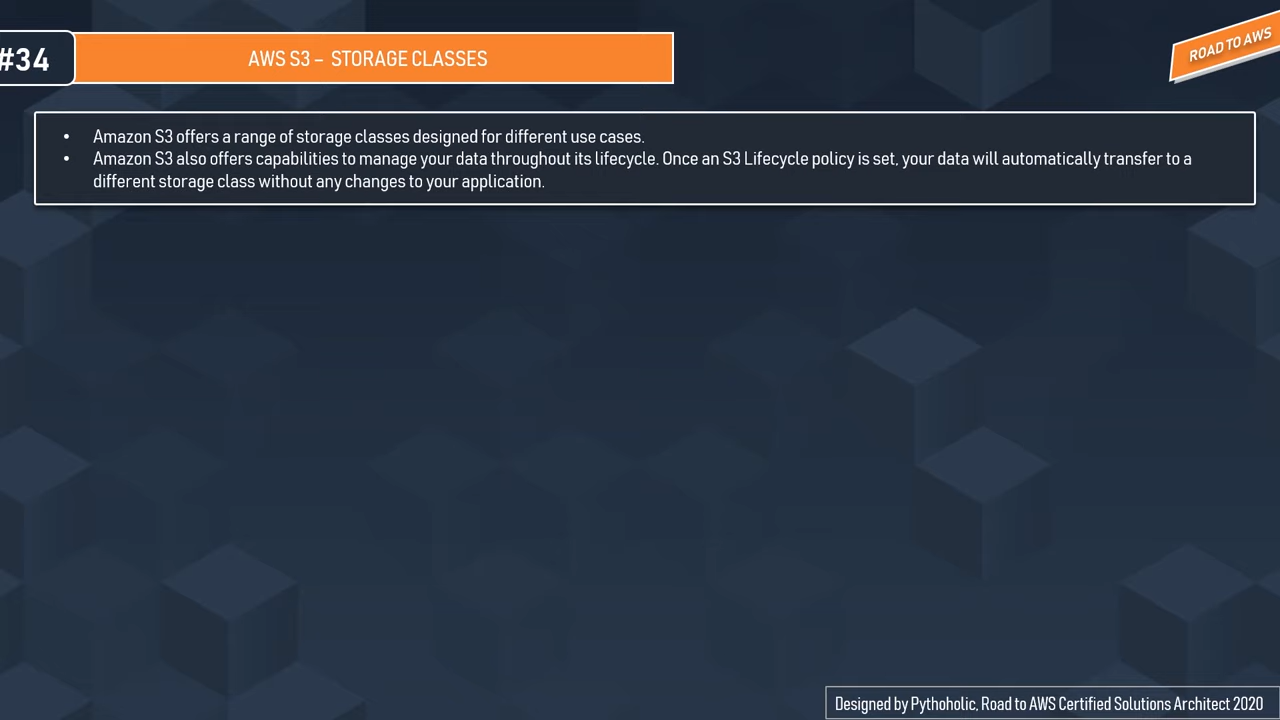 #34
AWS S3 – STORAGE CLASSES
ROAD TO AWS
• Amazon S3 offers a range of storage classes designed for different use cases.
• Amazon S3 also offers capabilities to manage your data throughout its lifecycle. Once an S3 Lifecycle policy is set, your data will automatically transfer to a
different storage class without any changes to your application.
Designed by Pythoholic, Road to AWS Certified Solutions Architect 2020